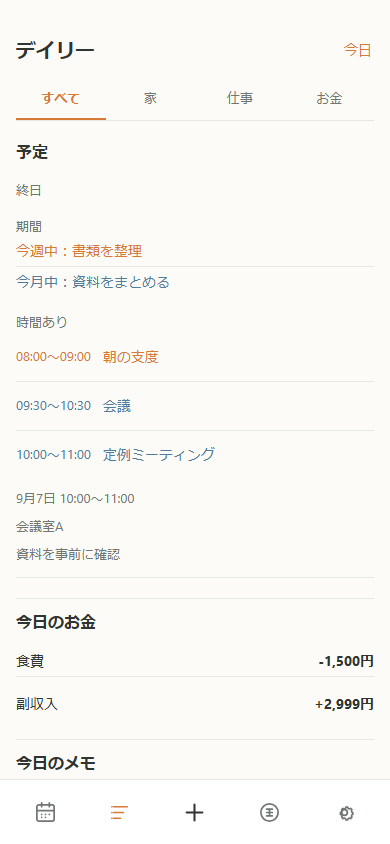 デイリー
今日
すべて
家
仕事
お金
予定
終日
期間
今週中：書類を整理
今月中：資料をまとめる
時間あり
08:00〜09:00 朝の支度
09:30〜10:30 会議
10:00〜11:00 定例ミーティング
9月7日 10:00〜11:00
会議室A
資料を事前に確認
今日のお金
食費 -1,500円
副収入 +2,999円
今日のメモ